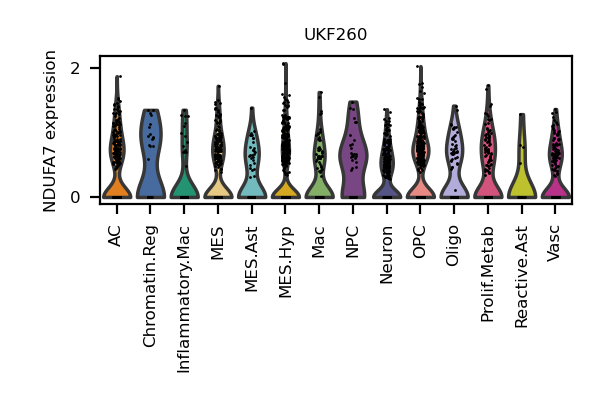 UKF260
NDUFA7 expression
2
0
AC
Chromatin.Reg
Inflammatory.Mac
MES
MES.Ast
MES.Hyp
Mac
NPC
Neuron
OPC
Oligo
Prolif.Metab
Reactive.Ast
Vasc